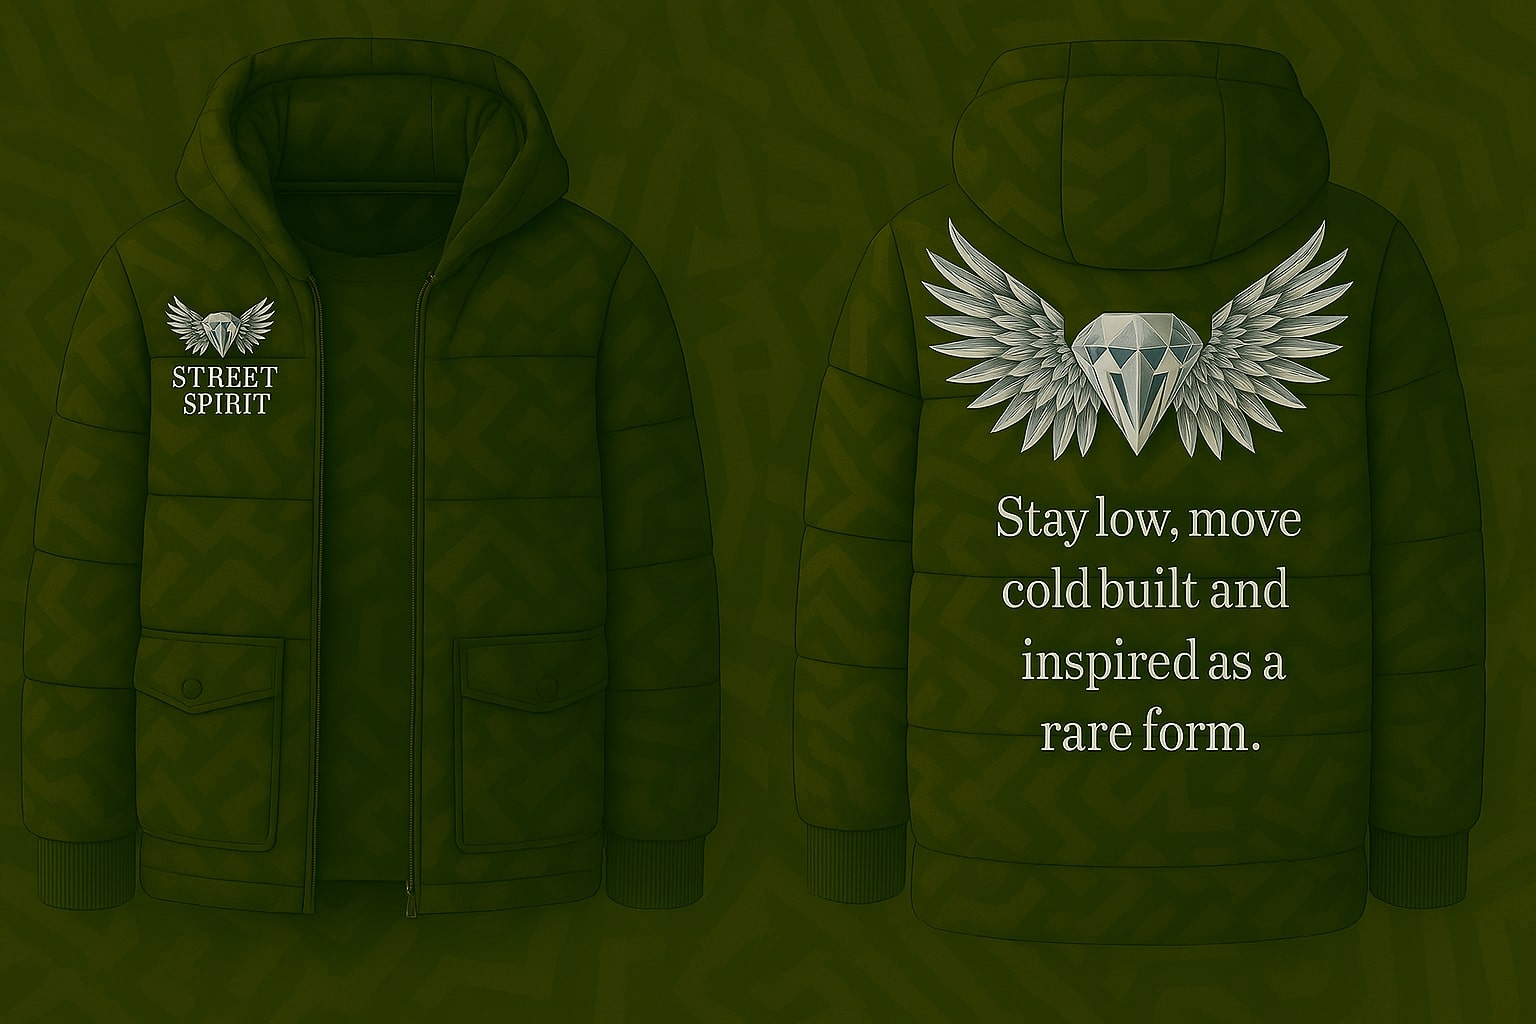 STREET
SPIRIT
Stay low, move
cold built and
inspired as a
rare form.